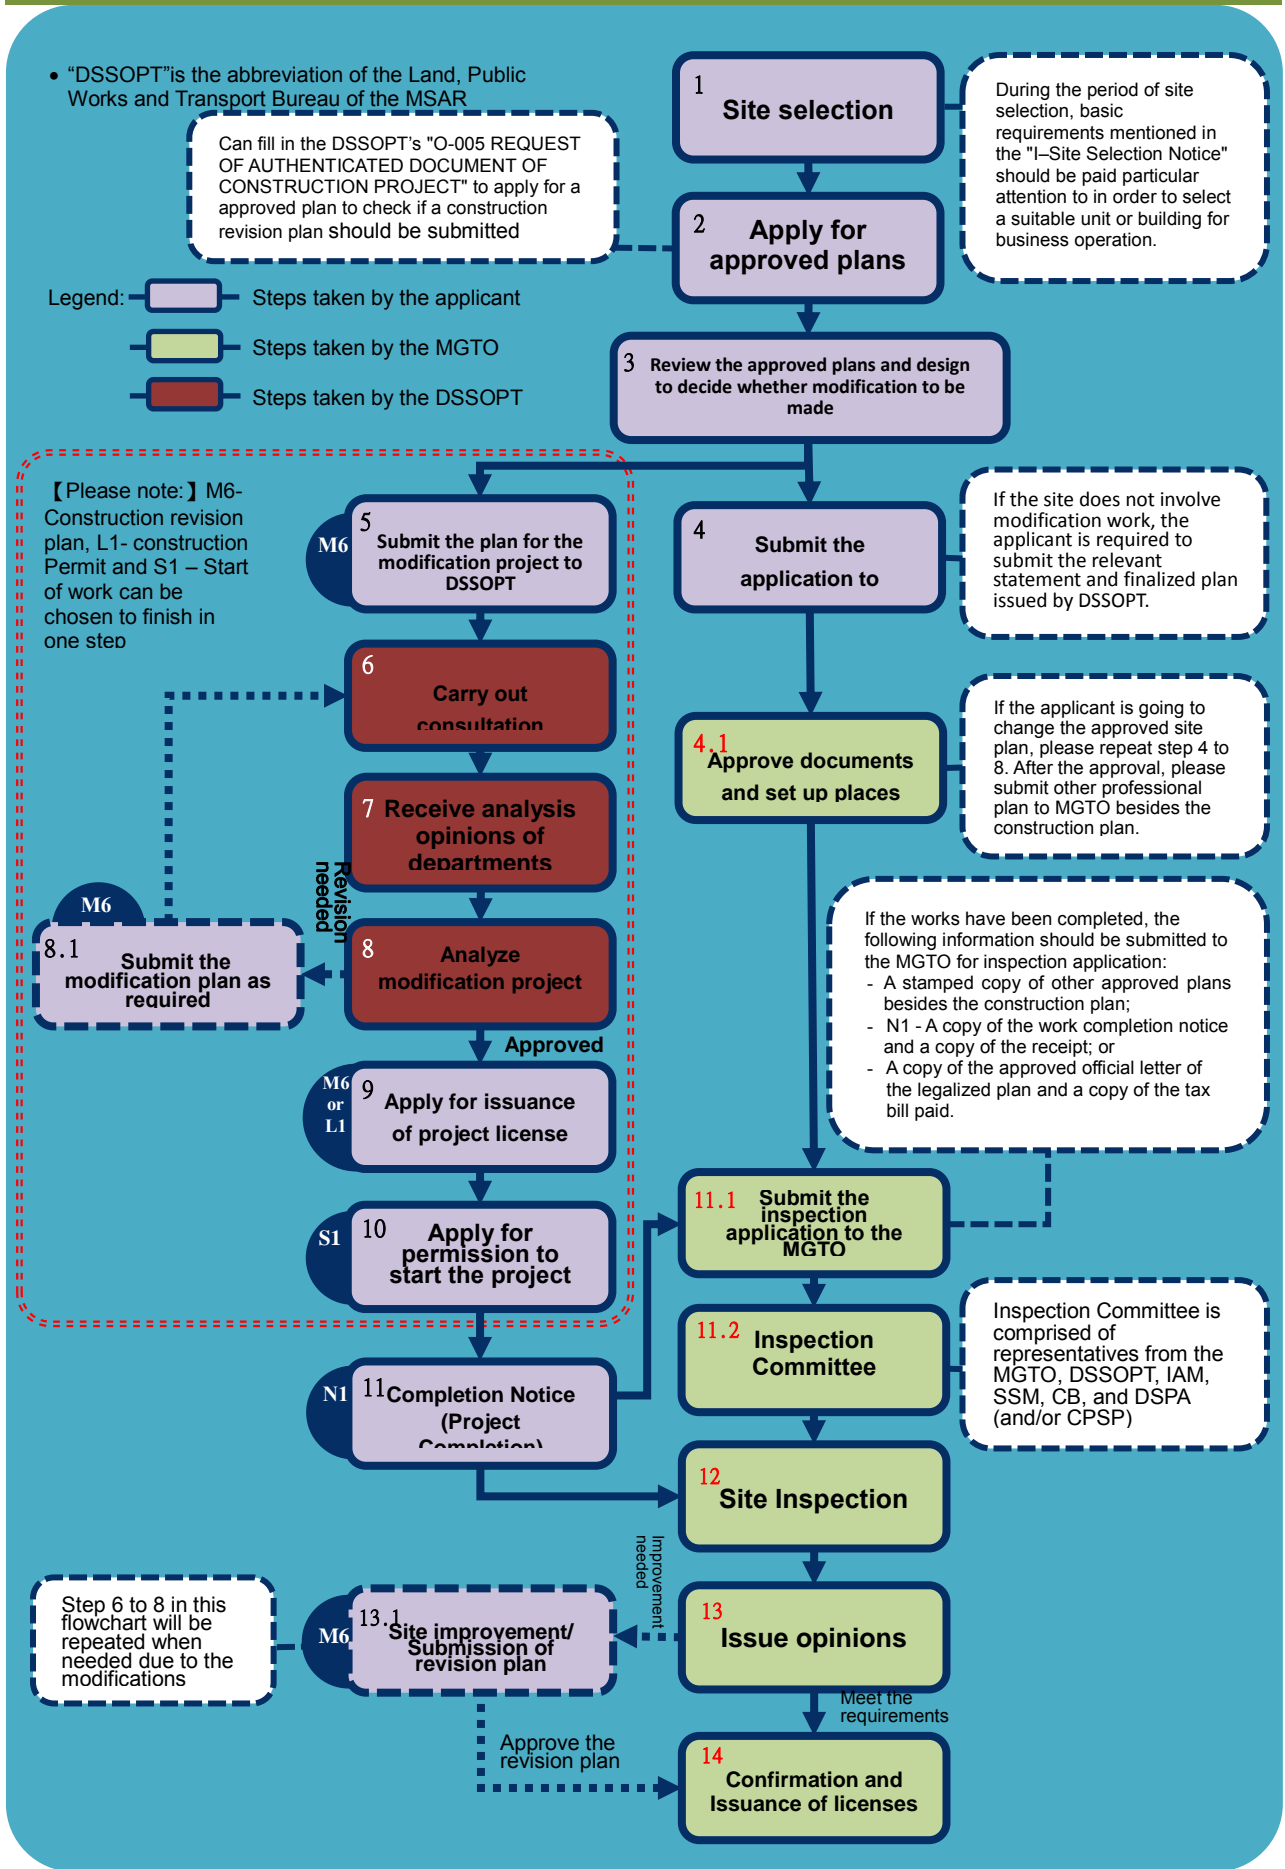 • “DSSOPT”is the abbreviation of the Land, Public
Works and Transport Bureau of the MSAR
1
Site selection
During the period of site
selection, basic
requirements mentioned in
the "I–Site Selection Notice"
should be paid particular
attention to in order to select
a suitable unit or building for
business operation.
Can fill in the DSSOPT’s "O-005 REQUEST
OF AUTHENTICATED DOCUMENT OF
CONSTRUCTION PROJECT" to apply for a
approved plan to check if a construction
revision plan should be submitted
2
Apply for
approved plans
Legend:
Steps taken by the applicant
Steps taken by the MGTO
Steps taken by the DSSOPT
3
Review the approved plans and design
to decide whether modification to be
made
【Please note:】M6-
Construction revision
plan, L1- construction
Permit and S1 – Start
of work can be
chosen to finish in
one step
M6
5
Submit the plan for the
modification project to
DSSOPT
4
Submit the
application to
If the site does not involve
modification work, the
applicant is required to
submit the relevant
statement and finalized plan
issued by DSSOPT.
6
Carry out
consultation
4.1
Approve documents
and set up places
If the applicant is going to
change the approved site
plan, please repeat step 4 to
8. After the approval, please
submit other professional
plan to MGTO besides the
construction plan.
7
Receive analysis
opinions of
departments
Revision
needed
M6
8.1
Submit the
modification plan as
required
8
Analyze
modification project
If the works have been completed, the
following information should be submitted to
the MGTO for inspection application:
- A stamped copy of other approved plans
besides the construction plan;
- N1 - A copy of the work completion notice
and a copy of the receipt; or
- A copy of the approved official letter of
the legalized plan and a copy of the tax
bill paid.
Approved
M6
or
L1
9
Apply for issuance
of project license
11.1
Submit the
inspection
application to the
MGTO
S1
10
Apply for
permission to
start the project
11.2
Inspection
Committee
Inspection Committee is
comprised of
representatives from the
MGTO, DSSOPT, IAM,
SSM, CB, and DSPA
(and/or CPSP)
N1
11
Completion Notice
(Project
Completion)
12
Site Inspection
Improvement
needed
Step 6 to 8 in this
flowchart will be
repeated when
needed due to the
modifications
M6
13.1
Site improvement/
Submission of
revision plan
13
Issue opinions
Meet the
requirements
Approve the
revision plan
14
Confirmation and
Issuance of licenses